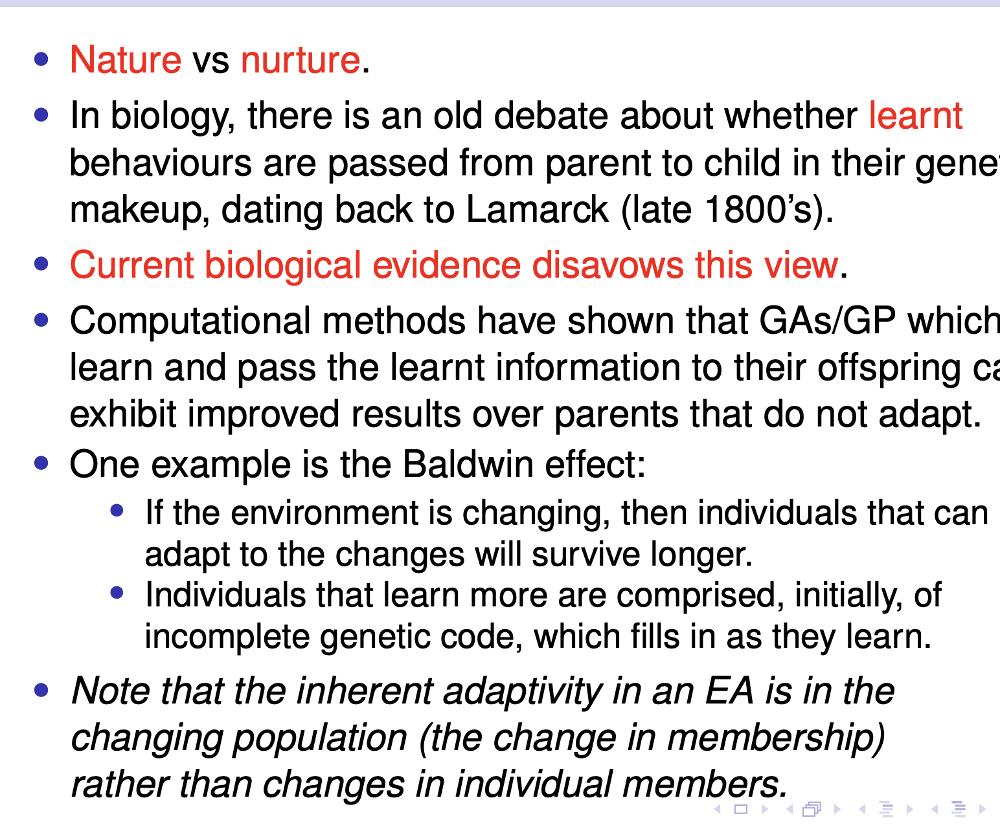 Nature vs nurture.
In biology, there is an old debate about whether learnt
behaviours are passed from parent to child in their
makeup, dating back to Lamarck (late 1800's).
Current biological evidence disavows this view.
Computational methods have shown that GAs/GP which
learn and pass the learnt information to their offspring
exhibit improved results over parents that do not adapt.
One example is the Baldwin effect:
If the environment is changing, then individuals that can
adapt to the changes will survive longer.
Individuals that learn more are comprised, initially, of
incomplete genetic code, which fills in as they learn.
Note that the inherent adaptivity in an EA is in the
changing population (the change in membership)
rather than changes in individual members.